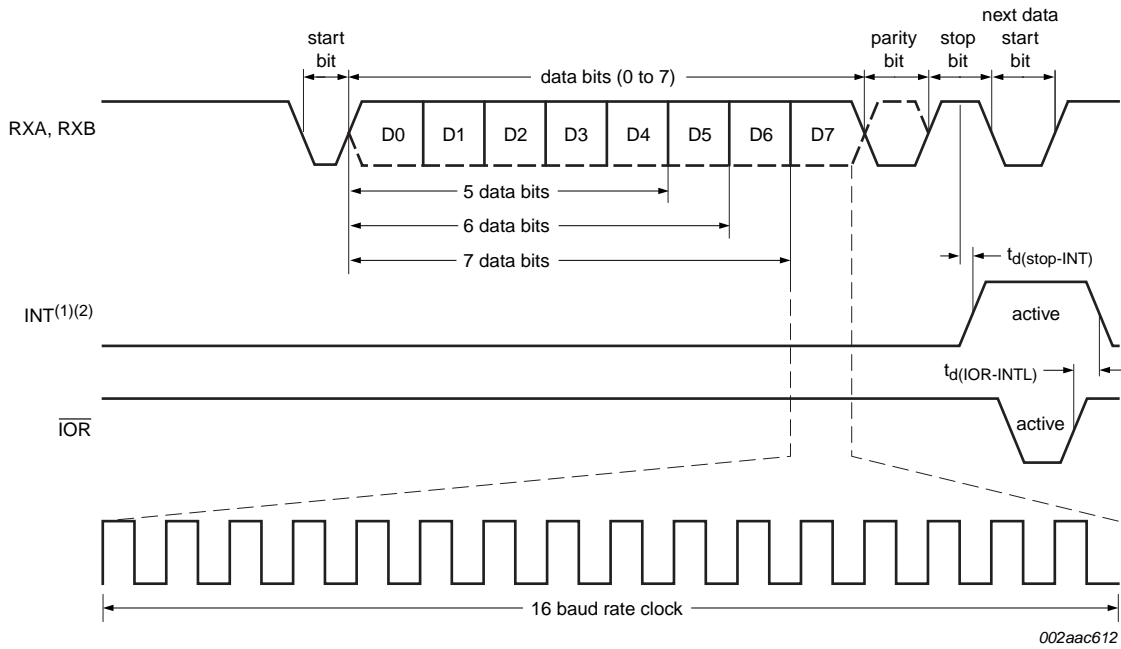 next data
start bit
parity bit
stop bit
start bit
data bits (0 to 7)
RXA, RXB
D0 D1 D2 D3 D4 D5 D6 D7
5 data bits
6 data bits
7 data bits
td(stop-INT)
INT(1)(2)
active
td(IOR-INTL)
IOR
active
16 baud rate clock
002aac612